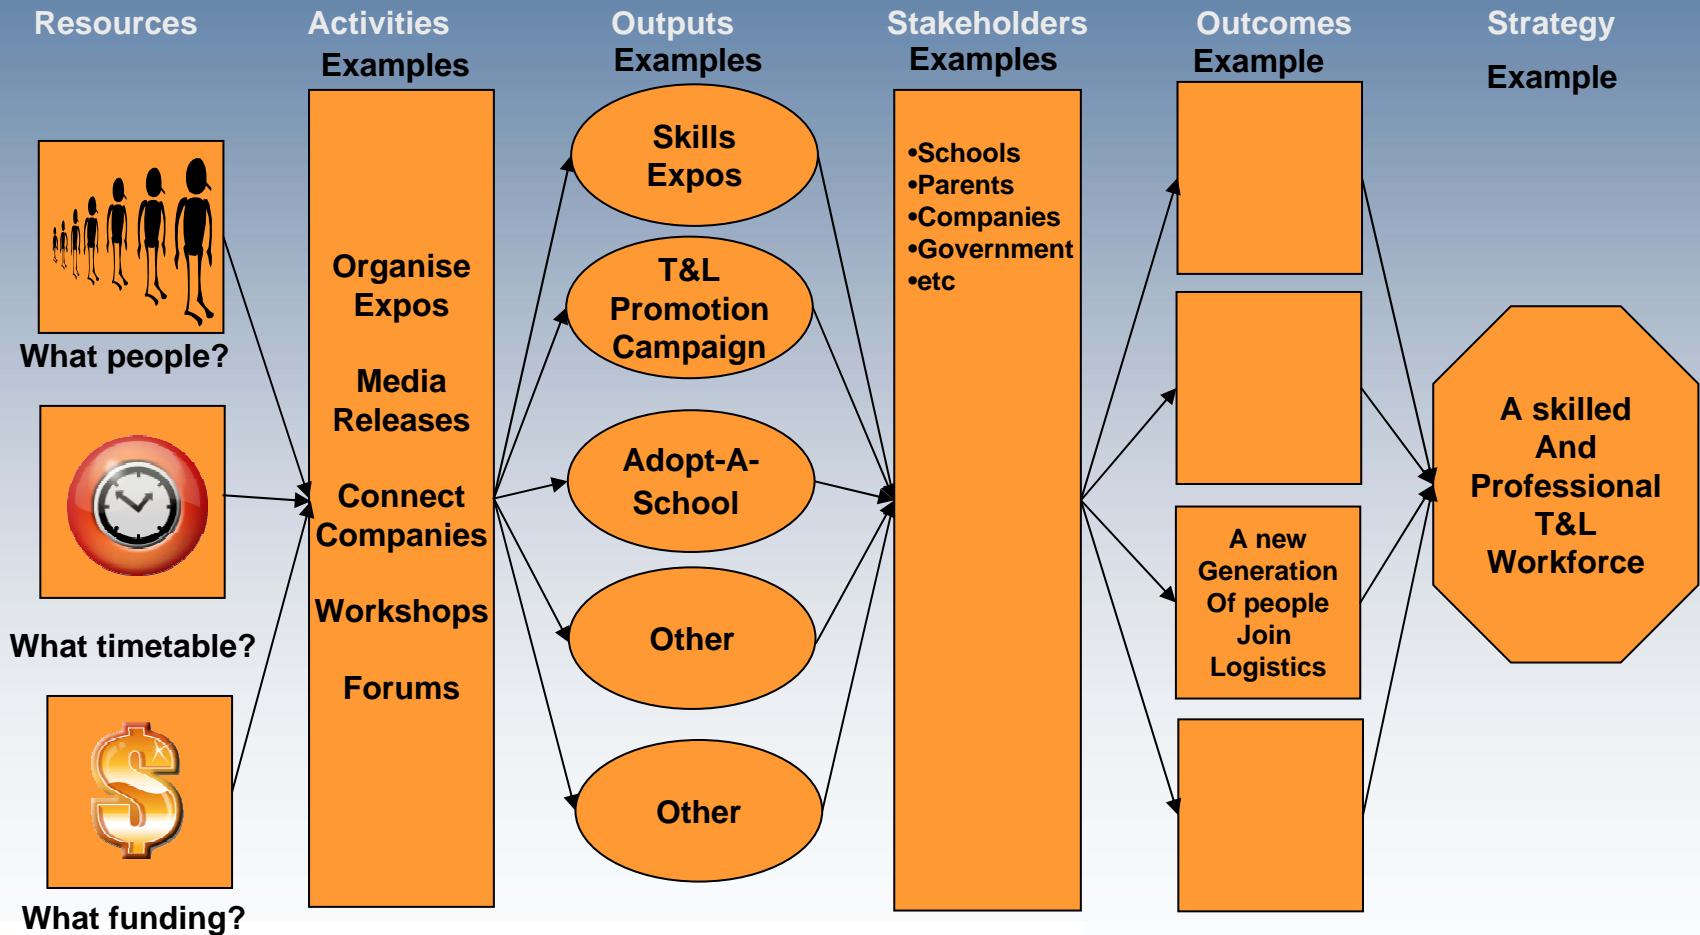 Resources
Activities
Outputs
Stakeholders
Outcomes
Strategy
Examples
Examples
Examples
Example
Example
What people?
What timetable?
What funding?
Organise
Expos
Media
Releases
Connect
Companies
Workshops
Forums
Skills
Expos
T&L
Promotion
Campaign
Adopt-A-
School
Other
Other
•Schools
•Parents
•Companies
•Government
•etc
A new
Generation
Of people
Join
Logistics
A skilled
And
Professional
T&L
Workforce